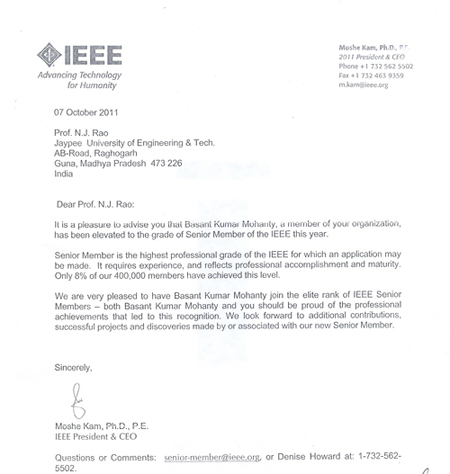 IEEE
Advancing Technology
for Humanity
Moshe Kam, Ph.D., P.E.
2011 President & CEO
Phone +1 732 562 5502
Fax +1 732 463 9359
m.kam@ieee.org
07 October 2011
Prof. N.J. Rao
Jaypee University of Engineering & Tech.
AB-Road, Raghogarh
Guna, Madhya Pradesh 473 226
India
Dear Prof. N.J. Rao:
It is a pleasure to advise you that Basant Kumar Mohanty, a member of your organization,
has been elevated to the grade of Senior Member of the IEEE this year.
Senior Member is the highest professional grade of the IEEE for which an application may
be made. It requires experience, and reflects professional accomplishment and maturity.
Only 8% of our 400,000 members have achieved this level.
We are very pleased to have Basant Kumar Mohanty join the elite rank of IEEE Senior
Members – both Basant Kumar Mohanty and you should be proud of the professional
achievements that led to this recognition. We look forward to additional contributions,
successful projects and discoveries made by or associated with our new Senior Member.
Sincerely,
Moshe Kam, Ph.D., P.E.
IEEE President & CEO
Questions or Comments: senior-member@ieee.org, or Denise Howard at: 1-732-562-
5502.